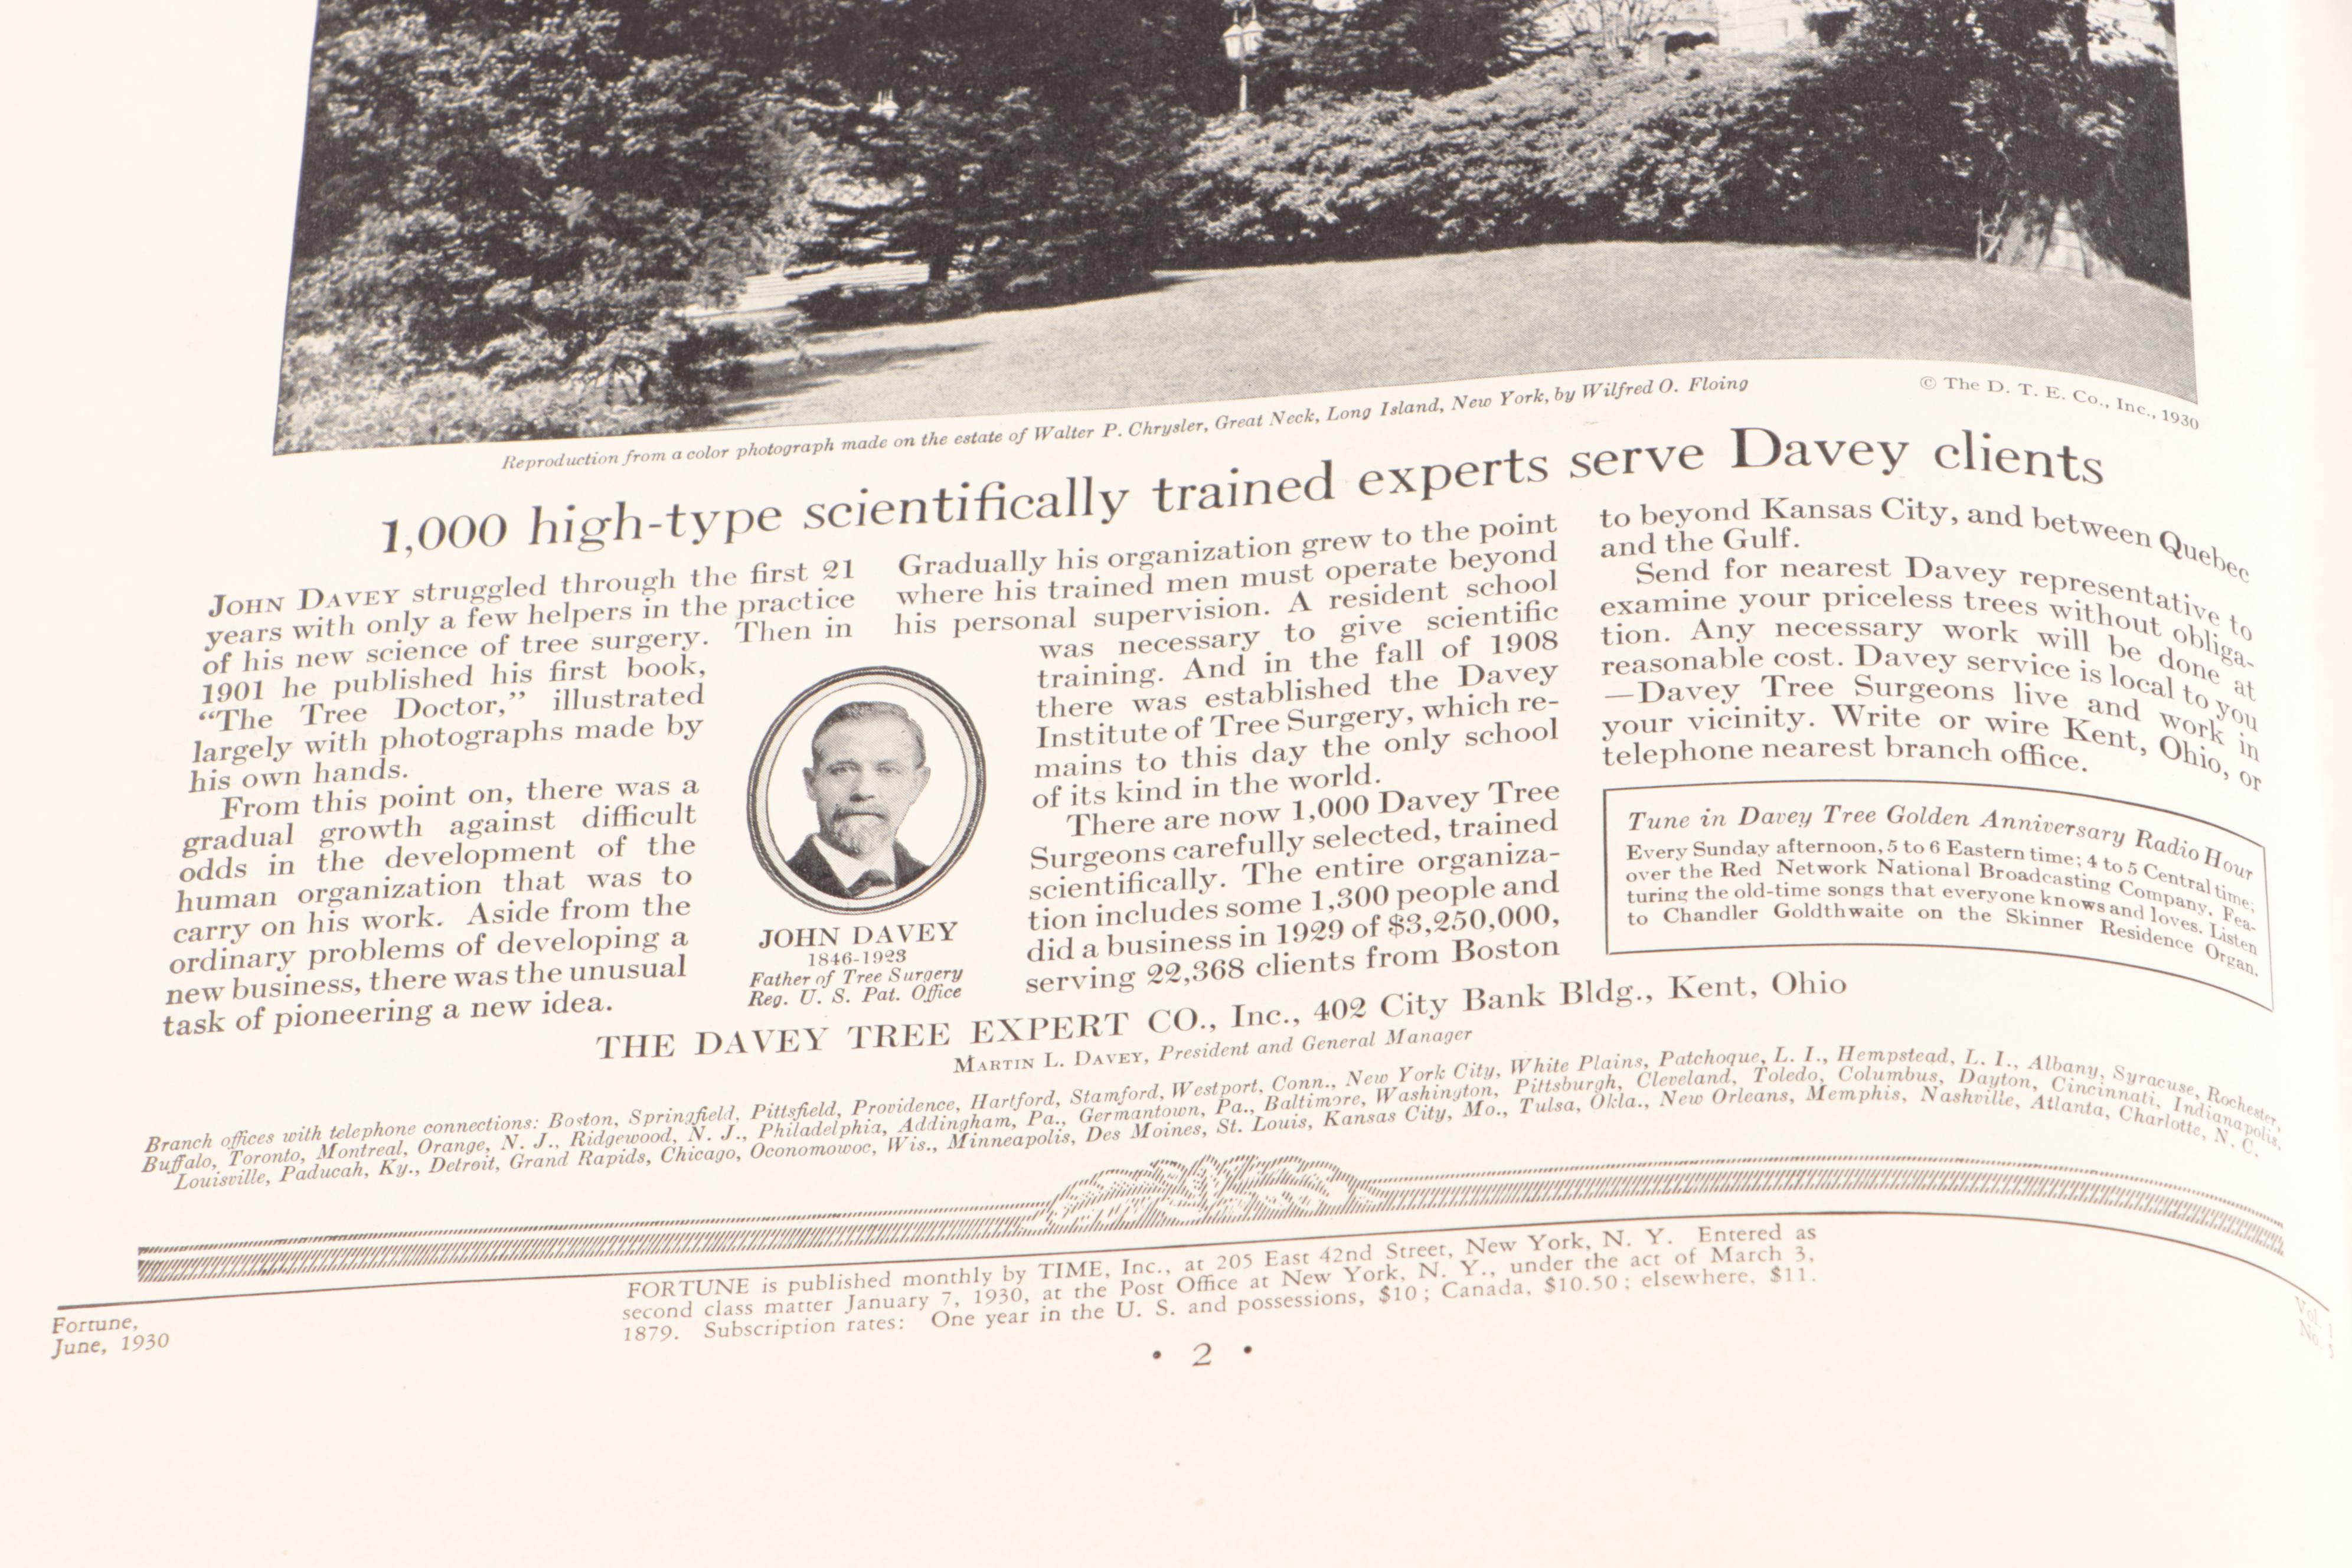 Reproduction from a color photograph made on the estate of Walter P. Chrysler, Great Neck, Long Island, New York, by Wilfred O. Floing
© The D. T. E. Co., Inc., 1930
1,000 high-type scientifically trained experts serve Davey clients
JOHN DAVEY struggled through the first 21
years with only a few helpers in the practice
of his new science of tree surgery. Then in
1901 he published his first book,
“The Tree Doctor,” illustrated
largely with photographs made by
his own hands.
From this point on, there was a
gradual growth against difficult
odds in the development of the
human organization that was to
carry on his work. Aside from the
ordinary problems of developing a
new business, there was the unusual
task of pioneering a new idea.
JOHN DAVEY
1846-1923
Father of Tree Surgery
Reg. U. S. Pat. Office
Gradually his organization grew to the point
where his trained men must operate beyond
his personal supervision. A resident school
was necessary to give scientific
training. And in the fall of 1908
there was established the Davey
Institute of Tree Surgery, which re-
mains to this day the only school
of its kind in the world.
There are now 1,000 Davey Tree
Surgeons carefully selected, trained
scientifically. The entire organiza-
tion includes some 1,300 people and
did a business in 1929 of $3,250,000,
serving 22,368 clients from Boston
to beyond Kansas City, and between Quebec
and the Gulf.
Send for nearest Davey representative to
examine your priceless trees without obliga-
tion. Any necessary work will be done at
reasonable cost. Davey service is local to you
—Davey Tree Surgeons live and work in
your vicinity. Write or wire Kent, Ohio, or
telephone nearest branch office.
Tune in Davey Tree Golden Anniversary Radio Hour
Every Sunday afternoon, 5 to 6 Eastern time; 4 to 5 Central time;
over the Red Network National Broadcasting Company. Fea-
turing the old-time songs that everyone knows and loves. Listen
to Chandler Goldthwaite on the Skinner Residence Organ.
THE DAVEY TREE EXPERT CO., Inc., 402 City Bank Bldg., Kent, Ohio
MARTIN L. DAVEY, President and General Manager
Branch offices with telephone connections: Boston, Springfield, Pittsfield, Providence, Hartford, Stamford, Westport, Conn., New York City, White Plains, Patchoque, L. I., Hempstead, L. I., Albany, Syracuse, Rochester,
Buffalo, Toronto, Montreal, Orange, N. J., Ridgewood, N. J., Philadelphia, Addingham, Pa., Germantown, Pa., Baltimore, Washington, Pittsburgh, Cleveland, Toledo, Columbus, Dayton, Cincinnati, Indianapolis,
Louisville, Paducah, Ky., Detroit, Grand Rapids, Chicago, Oconomowoc, Wis., Minneapolis, Des Moines, St. Louis, Kansas City, Mo., Tulsa, Okla., New Orleans, Memphis, Nashville, Atlanta, Charlotte, N. C.
FORTUNE is published monthly by TIME, Inc., at 205 East 42nd Street, New York, N. Y. Entered as
second class matter January 7, 1930, at the Post Office at New York, N. Y., under the act of March 3,
1879. Subscription rates: One year in the U. S. and possessions, $10; Canada, $10.50; elsewhere, $11.
Fortune,
June, 1930
• 2 •
Vol.
No.